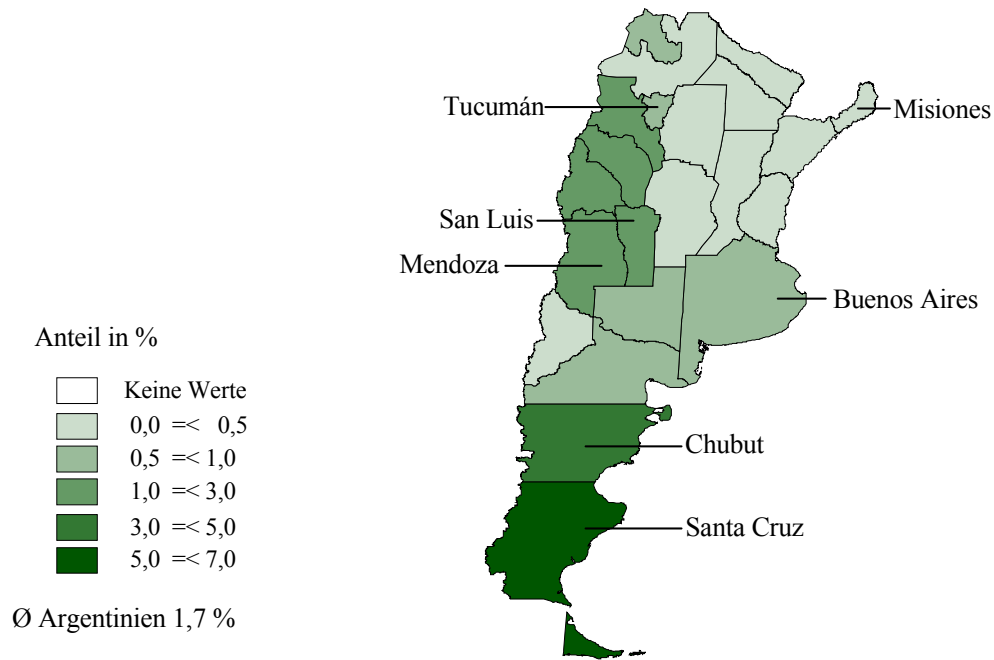 Tucumán
Misiones
San Luis
Mendoza
Buenos Aires
Chubut
Santa Cruz
Anteil in %
Keine Werte
0,0 =< 0,5
0,5 =< 1,0
1,0 =< 3,0
3,0 =< 5,0
5,0 =< 7,0
Ø Argentinien 1,7 %